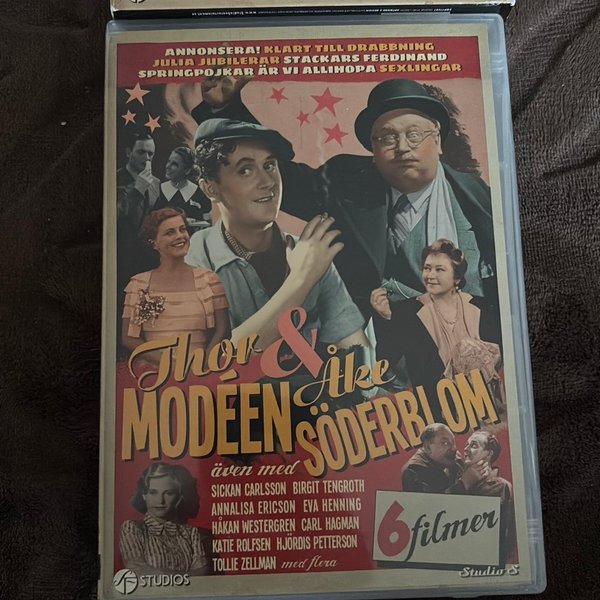 ANNONSERA! KLART TILL DRABBNING
JULIA JUBILERAR STACKARS FERDINAND
SPRINGPOJKAR ÄR VI ALLIHOPA SEXLINGAR
Thor & Åke
MODÉEN SÖDERBLOM
även med
SICKAN CARLSSON BIRGIT TENGROTH
ANNALISA ERICSON EVA HENNING
HÅKAN WESTERGREN CARL HAGMAN
KATIE ROLFSEN HJÖRDIS PETTERSON
TOLLIE ZELLMAN med flera
6 filmer
SF STUDIOS
Studio S